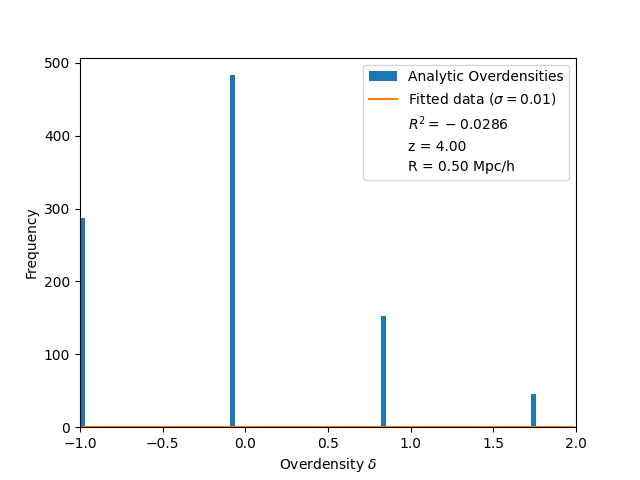 500
400
300
200
100
0
Frequency
Analytic Overdensities
Fitted data (σ = 0.01)
R² = − 0.0286
z = 4.00
R = 0.50 Mpc/h
−1.0 −0.5 0.0 0.5 1.0 1.5 2.0
Overdensity δ